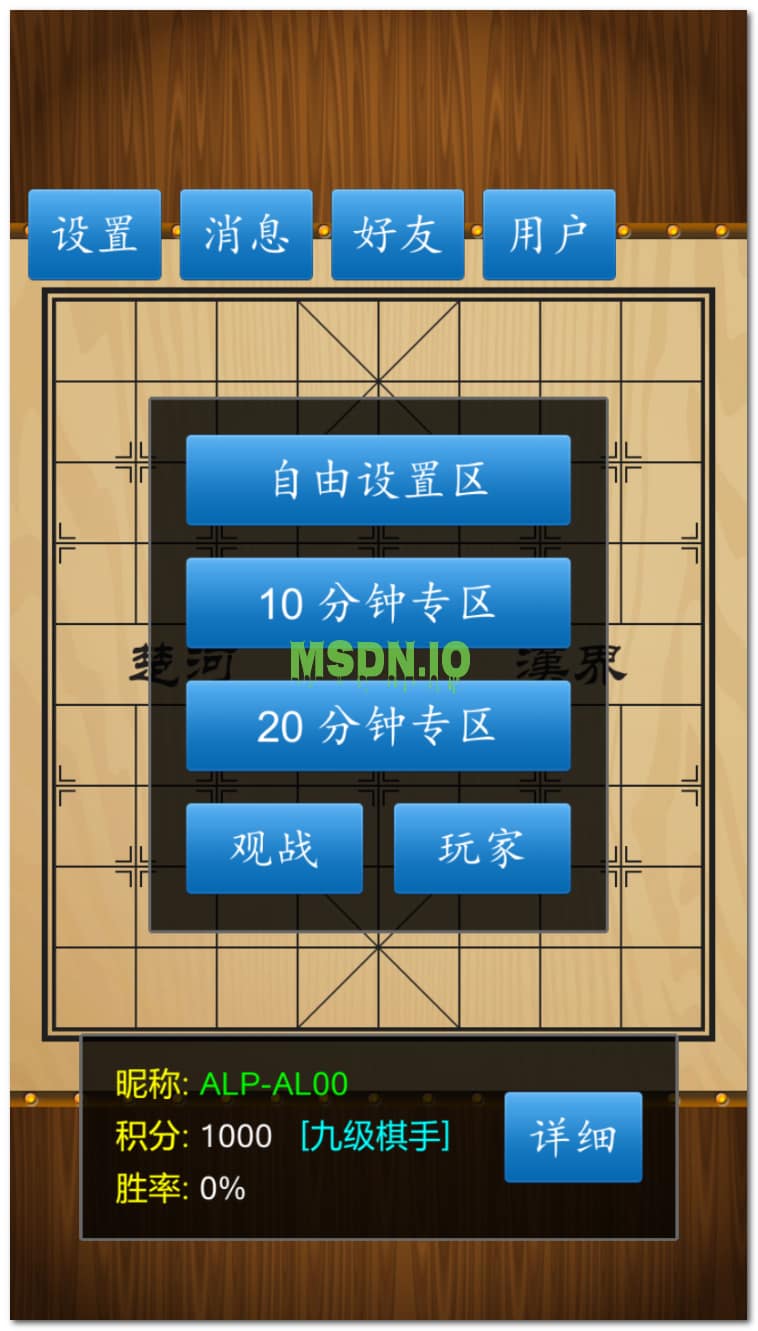 设置 消息 好友 用户
自由设置区
10 分钟专区
楚河 MSDN.IO 漢界
20 分钟专区
观战 玩家
昵称: ALP-AL00
积分: 1000 [九级棋手]
详细
胜率: 0%